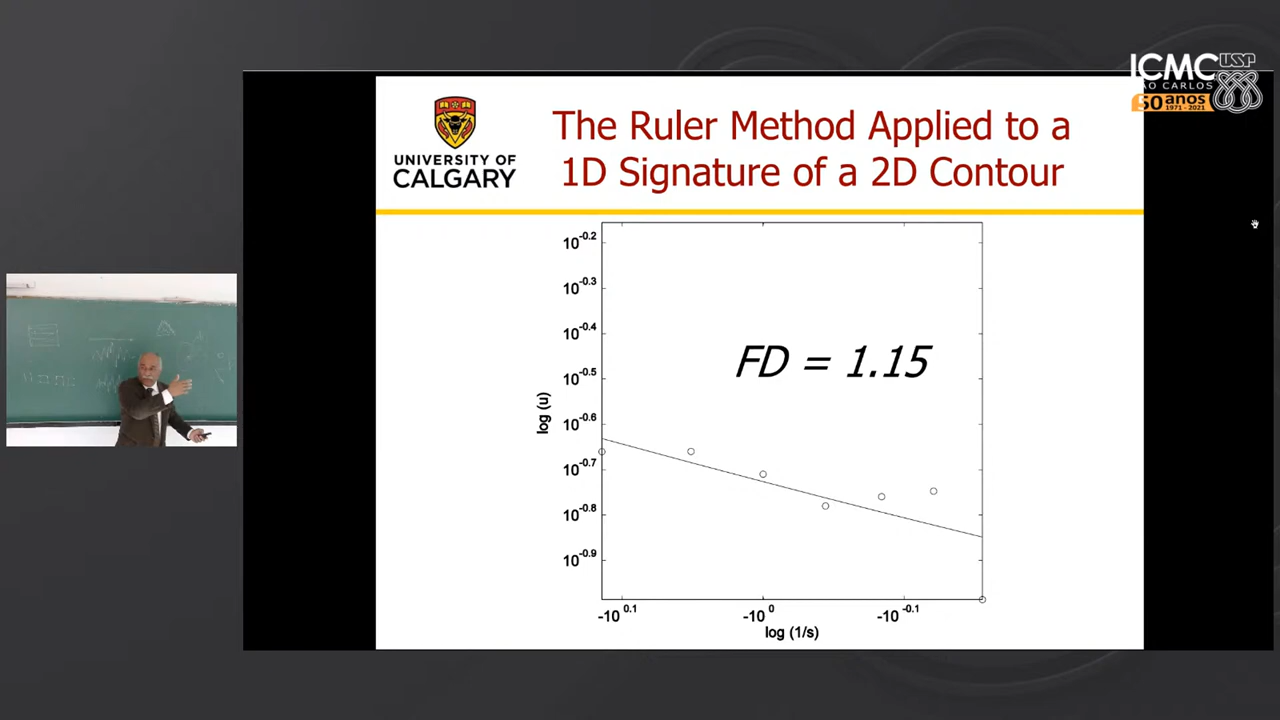 ICMC USP
SÃO CARLOS
50 anos
1971 - 2021
UNIVERSITY OF
CALGARY
The Ruler Method Applied to a
1D Signature of a 2D Contour
10^-0.2
10^-0.3
10^-0.4
FD = 1.15
10^-0.5
log (u)
10^-0.6
10^-0.7
10^-0.8
10^-0.9
-10^0.1 -10^0 -10^-0.1
log (1/s)